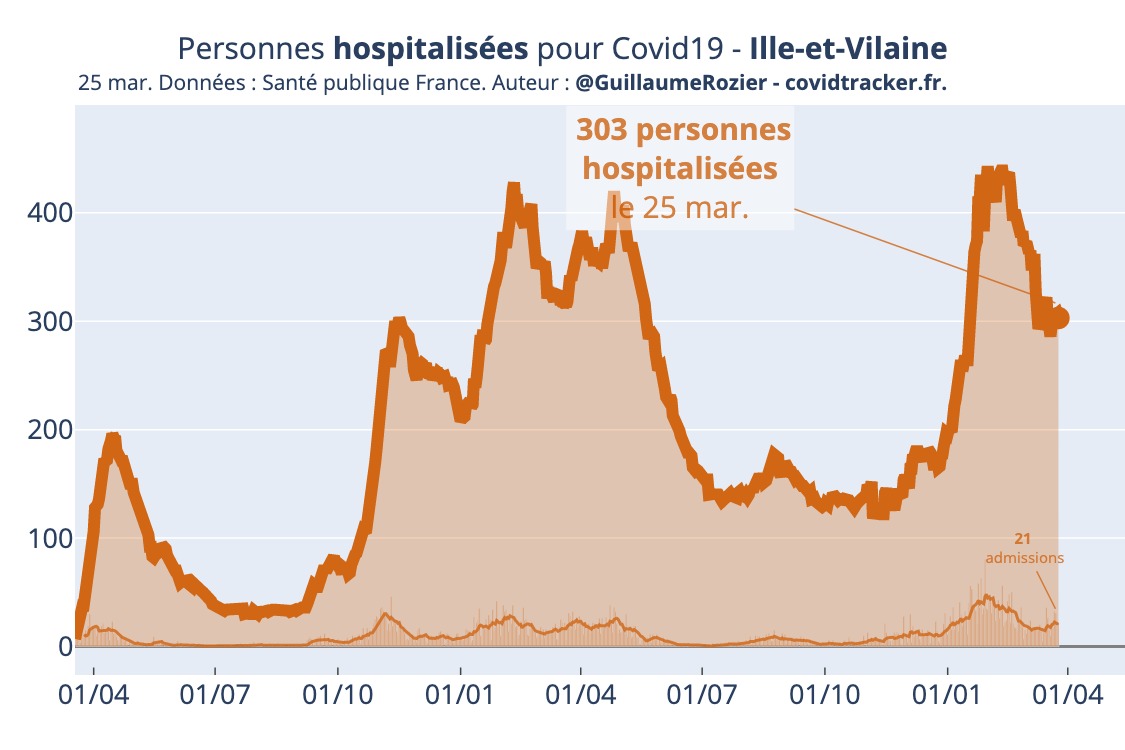 Personnes hospitalisées pour Covid19 - Ille-et-Vilaine
25 mar. Données : Santé publique France. Auteur : @GuillaumeRozier - covidtracker.fr.
303 personnes
hospitalisées
le 25 mar.
400
300
200
100
0
21
admissions
01/04 01/07 01/10 01/01 01/04 01/07 01/10 01/01 01/04